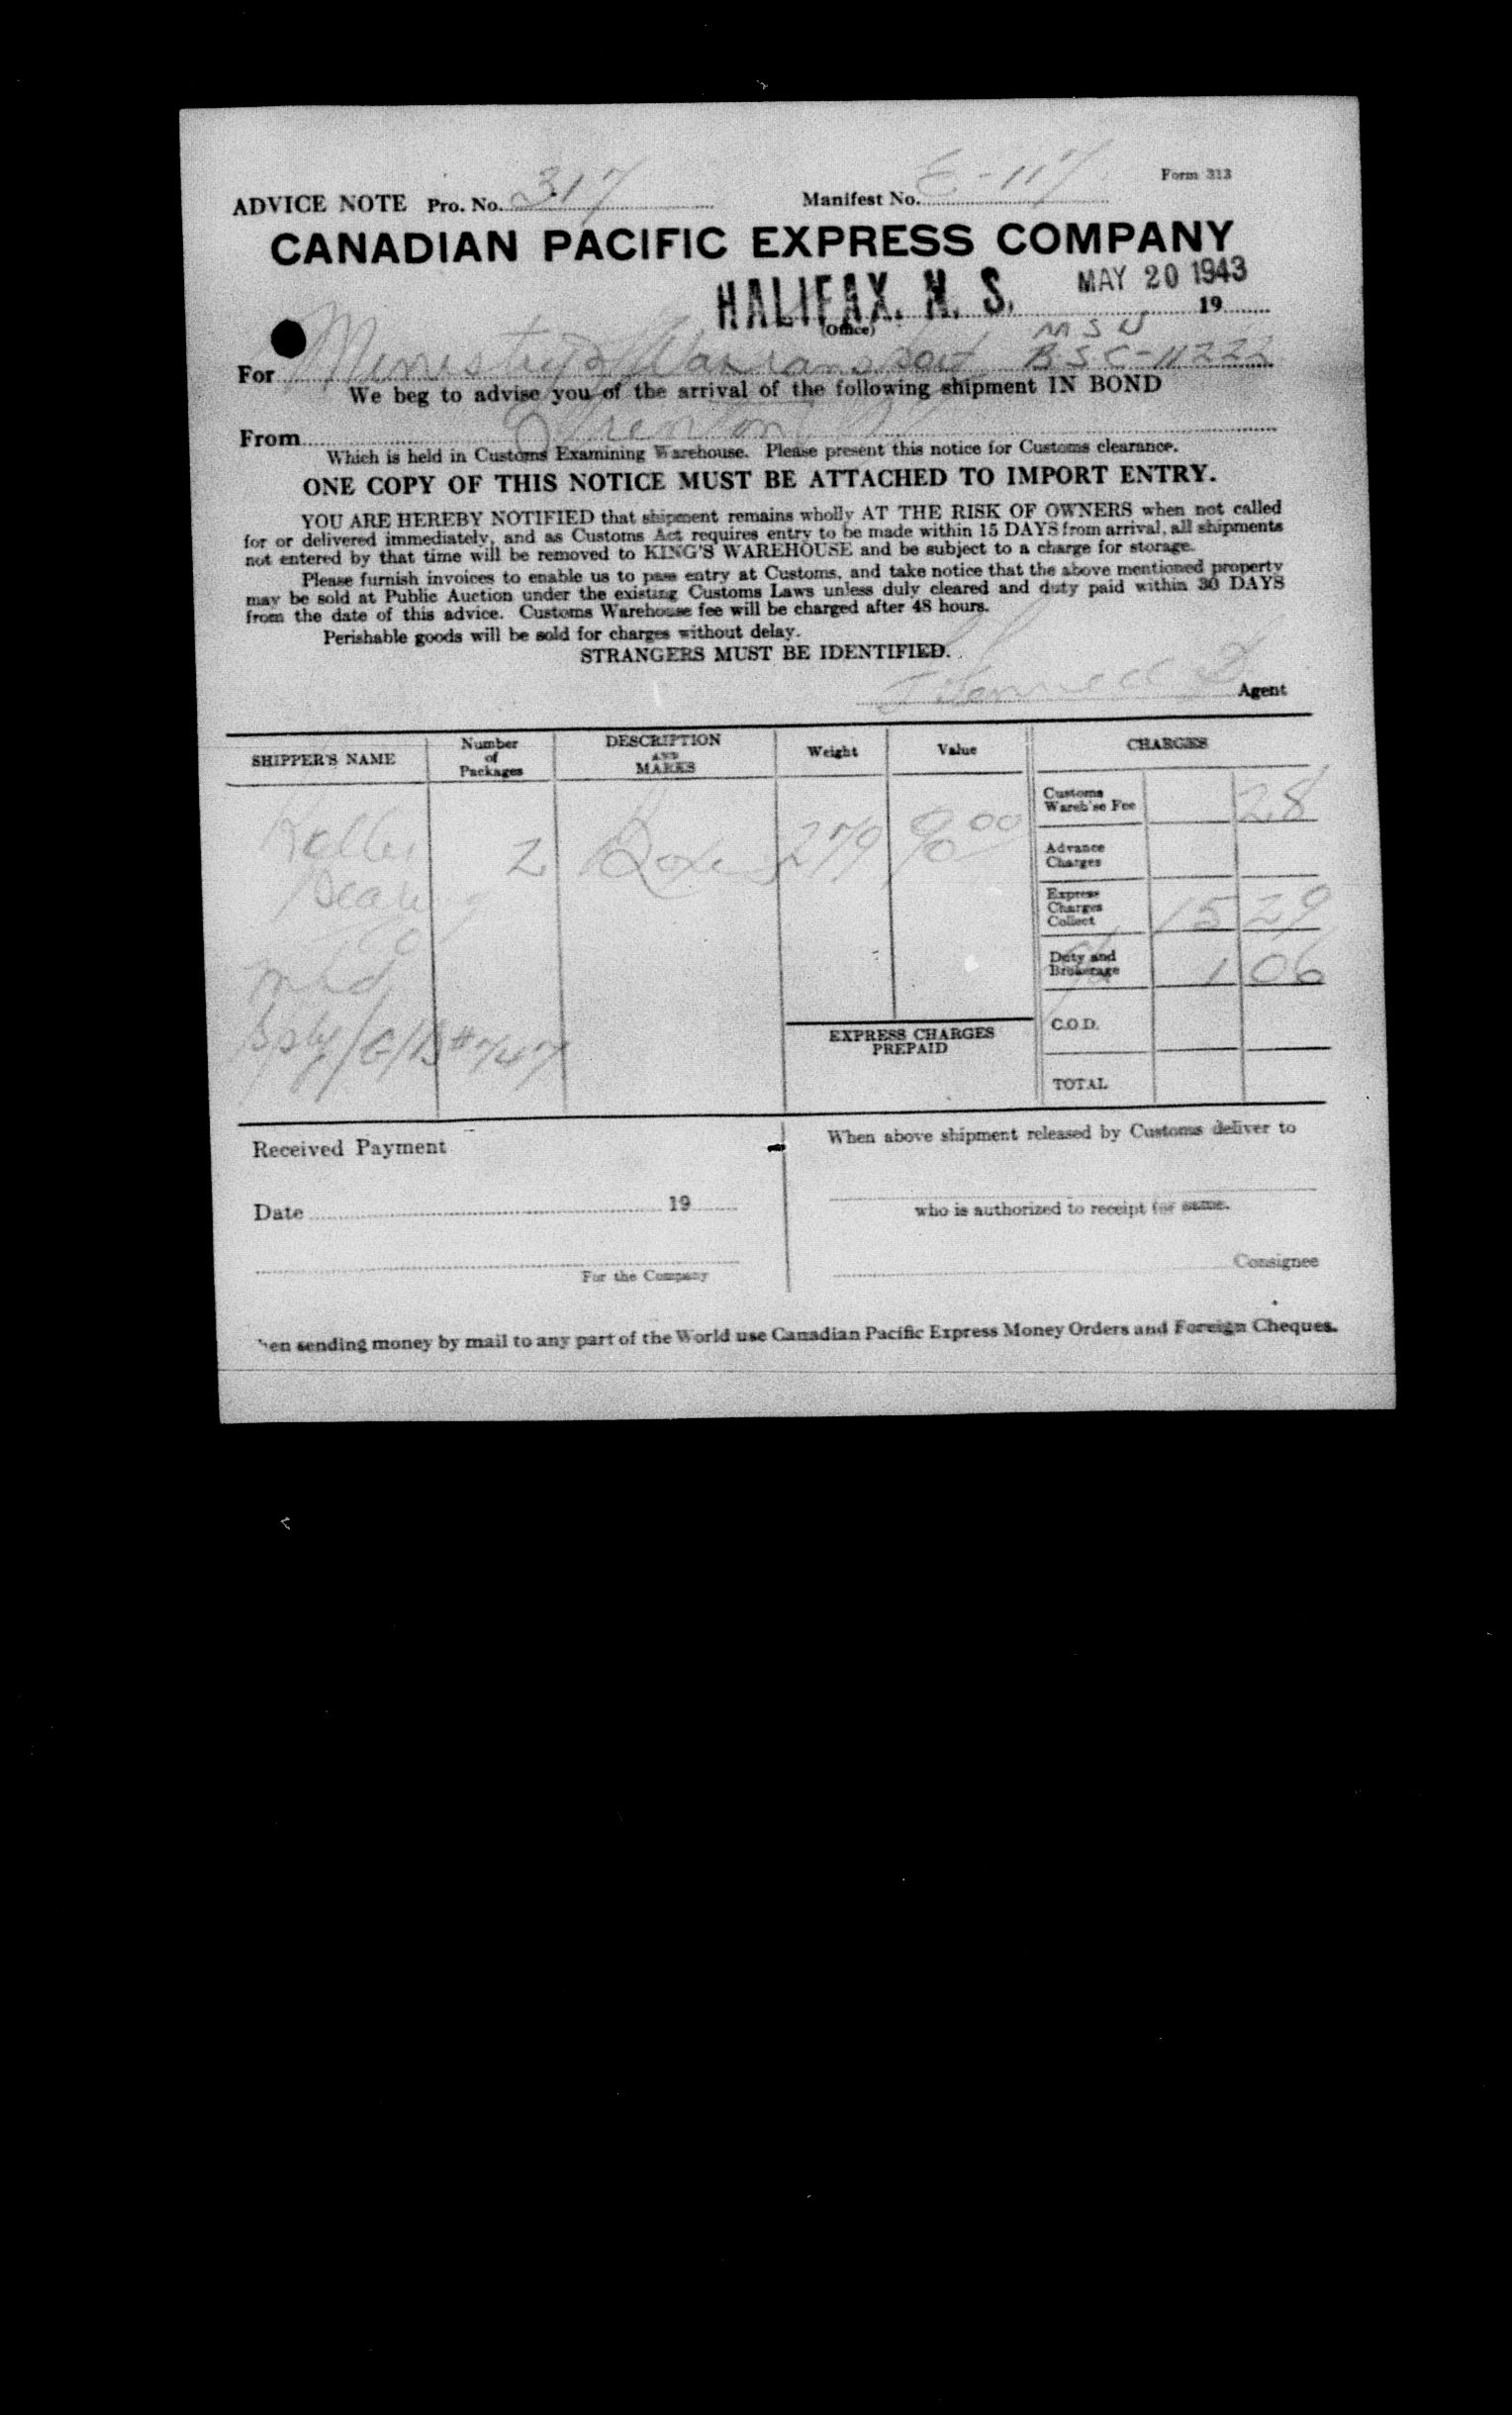 Form 313
ADVICE NOTE Pro. No. 317 Manifest No. E-117
CANADIAN PACIFIC EXPRESS COMPANY
HALIFAX, N. S. MAY 20 1943
(Office) 19
MSW
For Ministry of War Transport BSC-11222
We beg to advise you of the arrival of the following shipment IN BOND
From Trenton
Which is held in Customs Examining Warehouse. Please present this notice for Customs clearance.
ONE COPY OF THIS NOTICE MUST BE ATTACHED TO IMPORT ENTRY.
YOU ARE HEREBY NOTIFIED that shipment remains wholly AT THE RISK OF OWNERS when not called
for or delivered immediately, and as Customs Act requires entry to be made within 15 DAYS from arrival, all shipments
not entered by that time will be removed to KING'S WAREHOUSE and be subject to a charge for storage.
Please furnish invoices to enable us to pass entry at Customs, and take notice that the above mentioned property
may be sold at Public Auction under the existing Customs Laws unless duly cleared and duty paid within 30 DAYS
from the date of this advice. Customs Warehouse fee will be charged after 48 hours.
Perishable goods will be sold for charges without delay.
STRANGERS MUST BE IDENTIFIED.
Agent
SHIPPER'S NAME
Number
of
Packages
DESCRIPTION
AND
MARKS
Weight
Value
CHARGES
2 Boxes 279 90 00
Customs
Wareh'se Fee 28
Advance
Charges
Express
Charges
Collect 15 29
Duty and
Brokerage 1 06
C.O.D.
TOTAL
#747
EXPRESS CHARGES
PREPAID
Received Payment
Date 19
For the Company
When above shipment released by Customs deliver to
who is authorized to receipt for same.
Consignee
hen sending money by mail to any part of the World use Canadian Pacific Express Money Orders and Foreign Cheques.